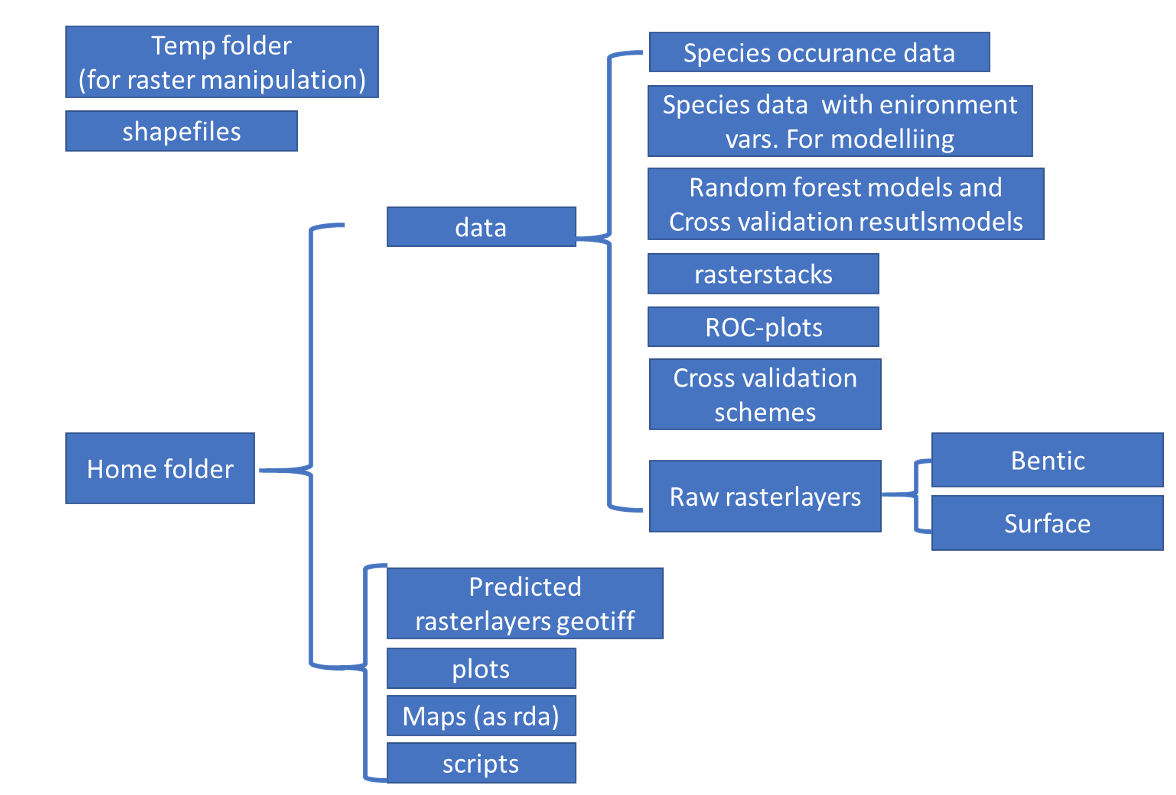 Temp folder
(for raster manipulation)
shapefiles
Home folder
data
Species occurance data
Species data  with enironment
vars. For modelliing
Random forest models and
Cross validation resutlsmodels
rasterstacks
ROC-plots
Cross validation
schemes
Raw rasterlayers
Bentic
Surface
Predicted
rasterlayers geotiff
plots
Maps (as rda)
scripts